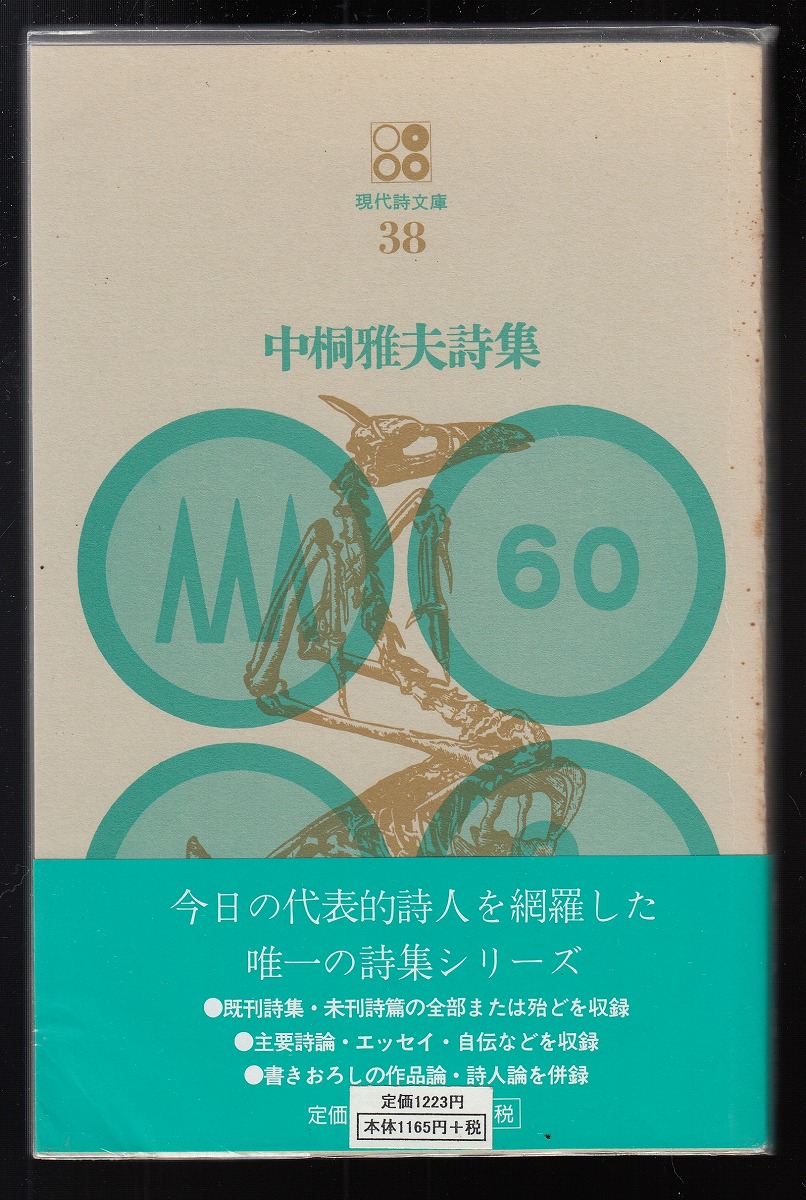 現代詩文庫
38
中桐雅夫詩集
60
今日の代表的詩人を網羅した
唯一の詩集シリーズ
●既刊詩集・未刊詩篇の全部または殆どを収録
●主要詩論・エッセイ・自伝などを収録
●書きおろしの作品論・詩人論を併録
定価1223円
定価 本体1165円+税 税